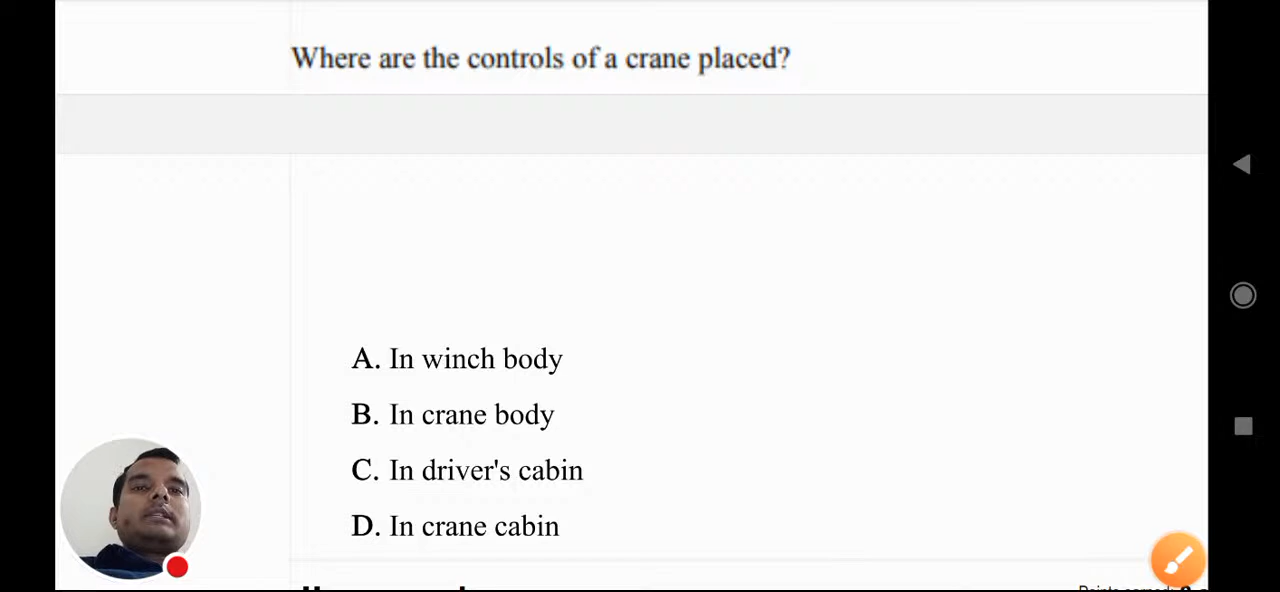 Where are the controls of a crane placed?
A. In winch body
B. In crane body
C. In driver's cabin
D. In crane cabin